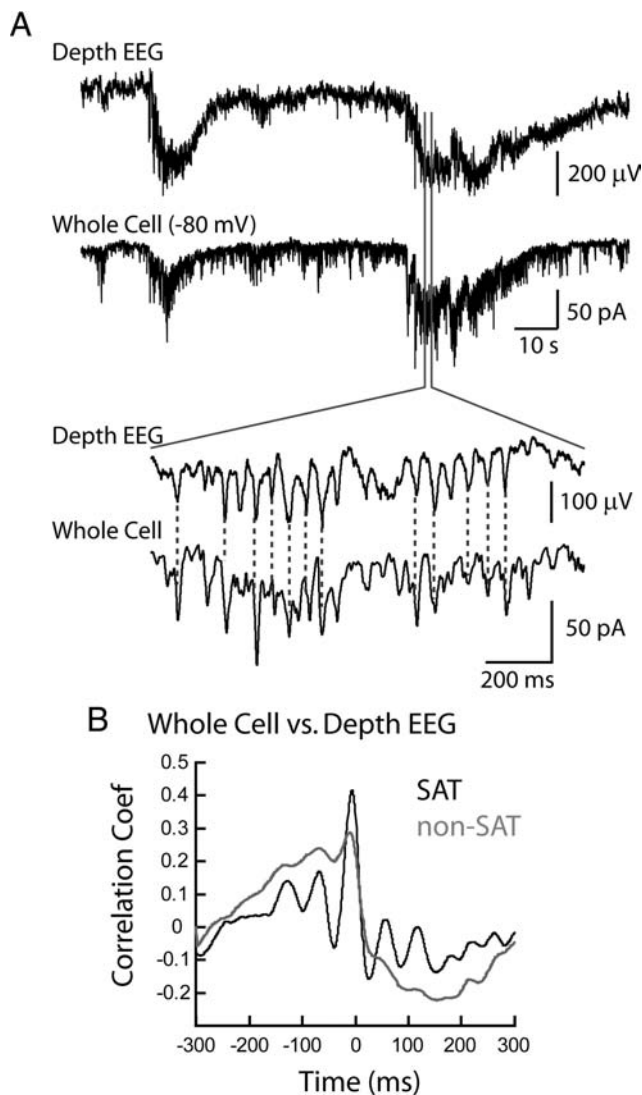 A
Depth EEG
200 μV
Whole Cell (-80 mV)
50 pA
10 s
Depth EEG
100 μV
Whole Cell
50 pA
200 ms
B Whole Cell vs. Depth EEG
0.5
0.4
0.3
0.2
0.1
0
-0.1
-0.2
Correlation Coef
SAT
non-SAT
-300 -200 -100 0 100 200 300
Time (ms)